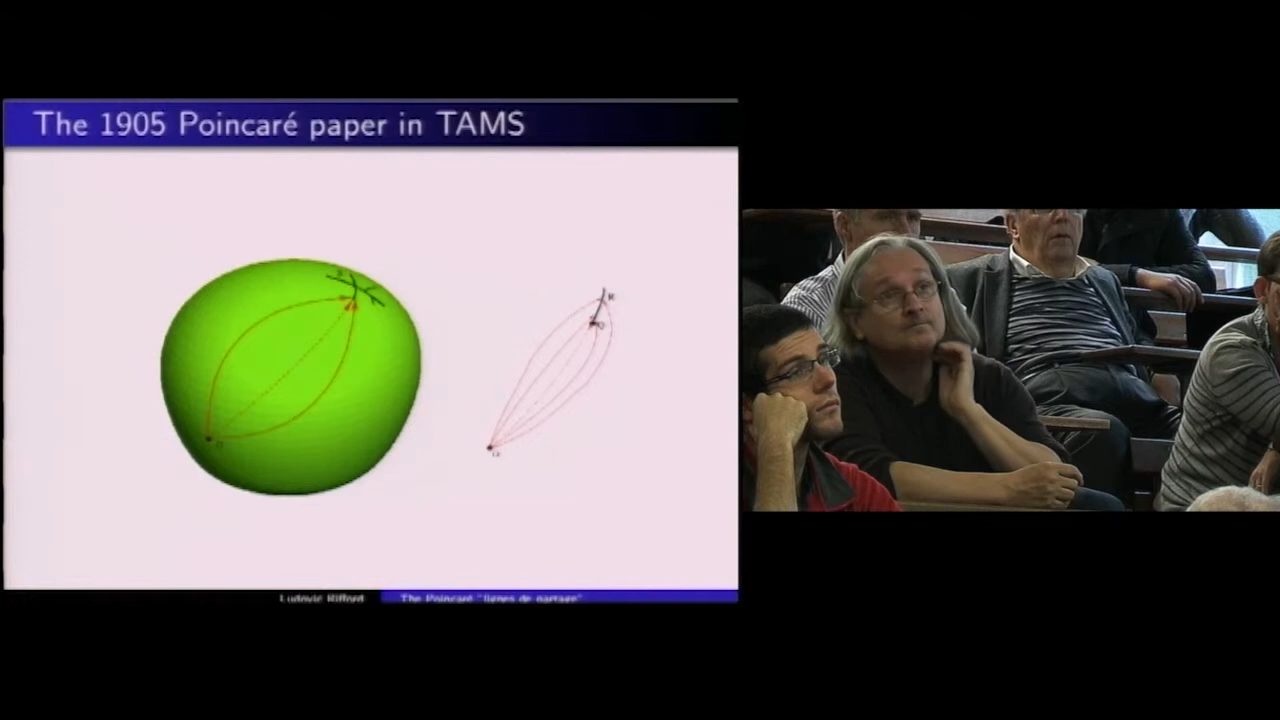 The 1905 Poincaré paper in TAMS
R
Ludovic Rifford
The Poincaré "lignes de partage"